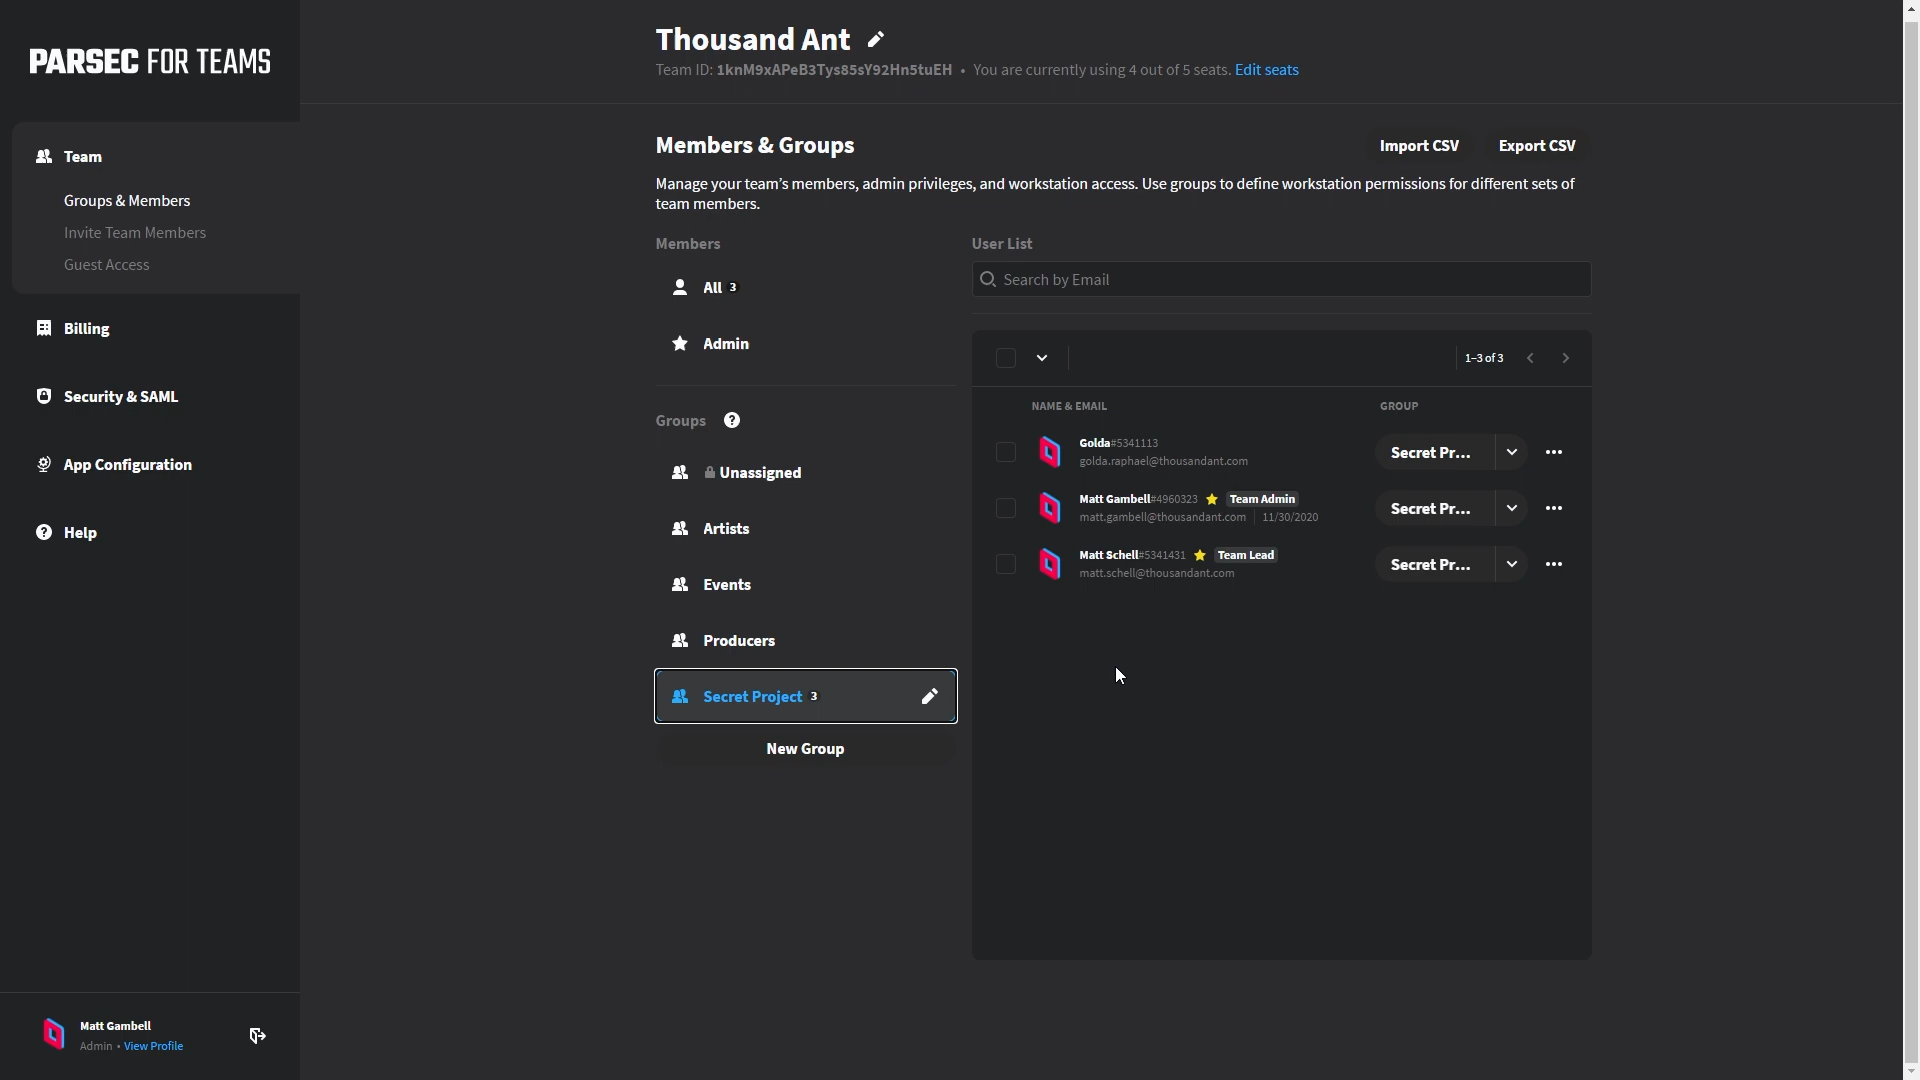 PARSEC FOR TEAMS
Team
Groups & Members
Invite Team Members
Guest Access
Billing
Security & SAML
App Configuration
Help
Matt Gambell
Admin • View Profile
Thousand Ant
Team ID: 1knM9xAPeB3Tys85sY92Hn5tuEH • You are currently using 4 out of 5 seats. Edit seats
Members & Groups
Import CSV
Export CSV
Manage your team's members, admin privileges, and workstation access. Use groups to define workstation permissions for different sets of
team members.
Members
All 3
Admin
Groups ?
Unassigned
Artists
Events
Producers
Secret Project 3
New Group
User List
Search by Email
1–3 of 3
NAME & EMAIL GROUP
Golda#5341113
golda.raphael@thousandant.com
Secret Pr...
Matt Gambell#4960323 Team Admin
matt.gambell@thousandant.com 11/30/2020
Secret Pr...
Matt Schell#5341431 Team Lead
matt.schell@thousandant.com
Secret Pr...